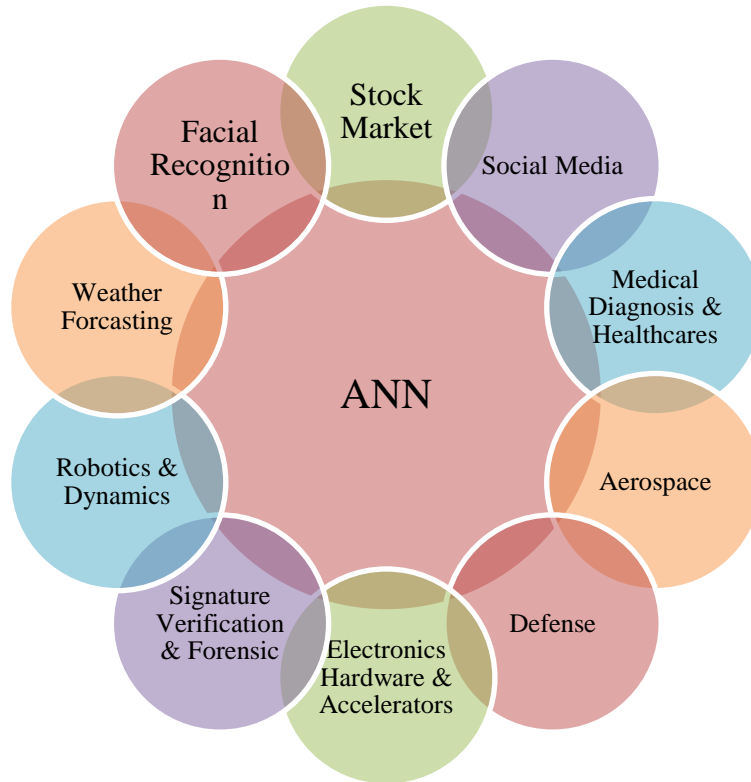 Stock
Market
Social Media
Medical
Diagnosis &
Healthcares
Aerospace
Defense
Electronics
Hardware &
Accelerators
Signature
Verification
& Forensic
Robotics &
Dynamics
Weather
Forcasting
Facial
Recognitio
n
ANN